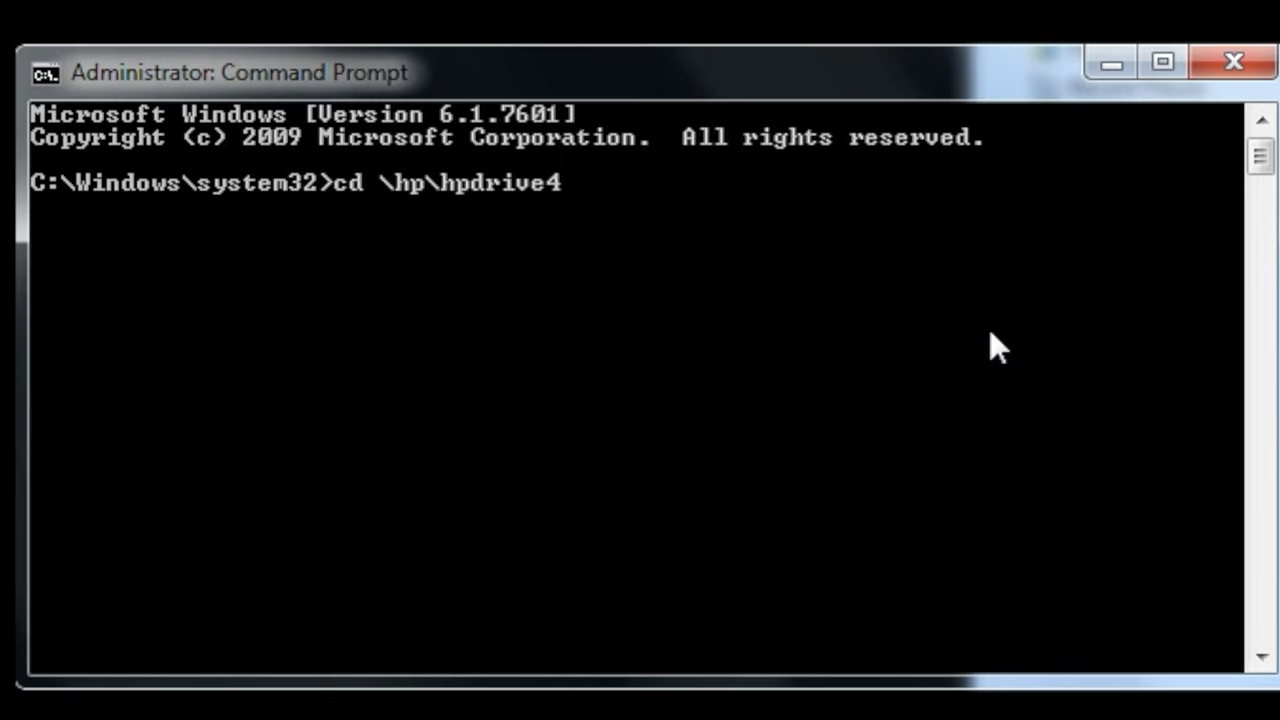 Administrator: Command Prompt
Microsoft Windows [Version 6.1.7601]
Copyright (c) 2009 Microsoft Corporation.  All rights reserved.
C:\Windows\system32>cd \hp\hpdrive4